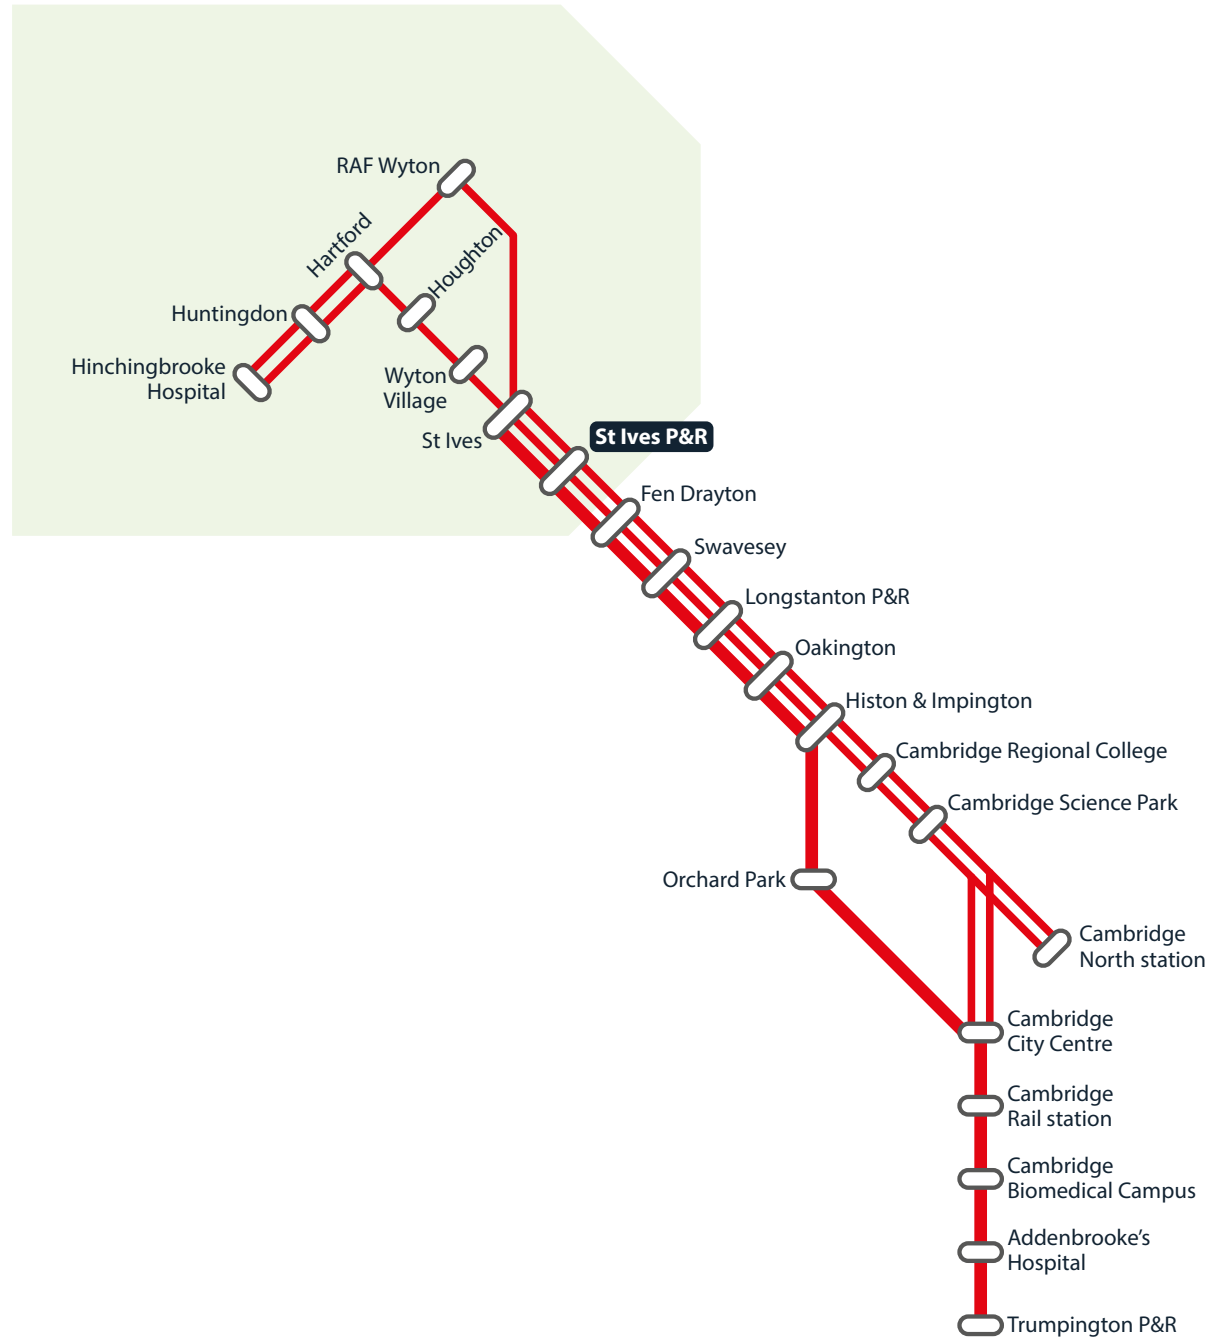 RAF Wyton
Hartford
Houghton
Huntingdon
Hinchingbrooke
Hospital
Wyton
Village
St Ives
St Ives P&R
Fen Drayton
Swavesey
Longstanton P&R
Oakington
Histon & Impington
Cambridge Regional College
Cambridge Science Park
Orchard Park
Cambridge
North station
Cambridge
City Centre
Cambridge
Rail station
Cambridge
Biomedical Campus
Addenbrooke’s
Hospital
Trumpington P&R